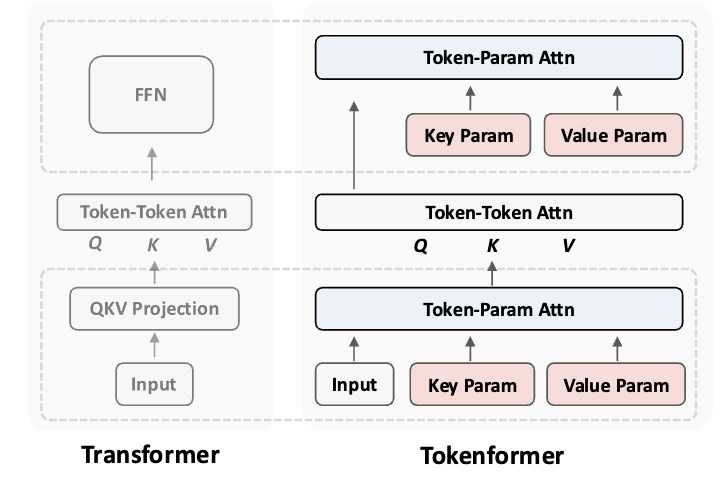 FFN
Token-Token Attn
Q K V
QKV Projection
Input
Transformer
Token-Param Attn
Key Param Value Param
Token-Token Attn
Q K V
Token-Param Attn
Input Key Param Value Param
Tokenformer